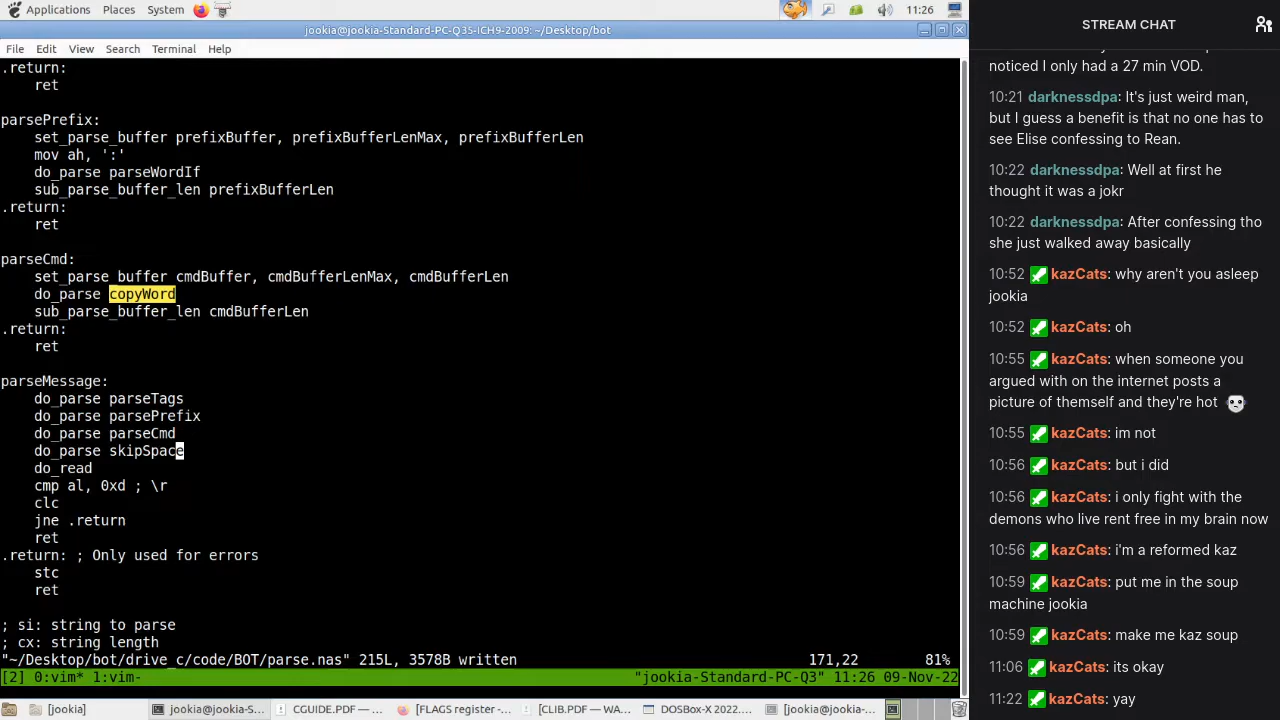 Applications Places System 11:26
jookia@jookia-Standard-PC-Q35-ICH9-2009: ~/Desktop/bot
File Edit View Search Terminal Help
.return:
ret
parsePrefix:
set_parse_buffer prefixBuffer, prefixBufferLenMax, prefixBufferLen
mov ah, ':'
do_parse parseWordIf
sub_parse_buffer_len prefixBufferLen
.return:
ret
parseCmd:
set_parse_buffer cmdBuffer, cmdBufferLenMax, cmdBufferLen
do_parse copyWord
sub_parse_buffer_len cmdBufferLen
.return:
ret
parseMessage:
do_parse parseTags
do_parse parsePrefix
do_parse parseCmd
do_parse skipSpace
do_read
cmp al, 0xd ; \r
clc
jne .return
ret
.return: ; Only used for errors
stc
ret
; si: string to parse
; cx: string length
"~/Desktop/bot/drive_c/code/BOT/parse.nas" 215L, 3578B written 171,22 81%
[2] 0:vim* 1:vim- "jookia-Standard-PC-Q3" 11:26 09-Nov-22
[jookia] jookia@jookia-S... CGUIDE.PDF — ... [FLAGS register -... [CLIB.PDF — WA... DOSBox-X 2022.... [jookia@jookia-...
STREAM CHAT
noticed I only had a 27 min VOD.
10:21 darknessdpa: It's just weird man,
but I guess a benefit is that no one has to
see Elise confessing to Rean.
10:22 darknessdpa: Well at first he
thought it was a jokr
10:22 darknessdpa: After confessing tho
she just walked away basically
10:52 kazCats: why aren't you asleep
jookia
10:52 kazCats: oh
10:55 kazCats: when someone you
argued with on the internet posts a
picture of themself and they're hot
10:55 kazCats: im not
10:56 kazCats: but i did
10:56 kazCats: i only fight with the
demons who live rent free in my brain now
10:56 kazCats: i'm a reformed kaz
10:59 kazCats: put me in the soup
machine jookia
10:59 kazCats: make me kaz soup
11:06 kazCats: its okay
11:22 kazCats: yay